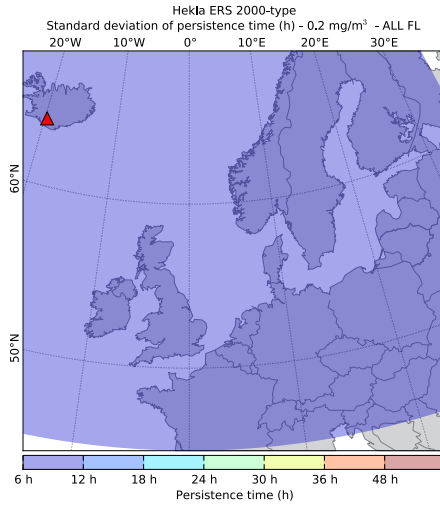 Hekla ERS 2000-type
Standard deviation of persistence time (h) - 0.2 mg/m³ - ALL FL
20°W 10°W 0°E 10°E 20°E 30°E
60°N
50°N
6 h 12 h 18 h 24 h 30 h 36 h 48 h
Persistence time (h)